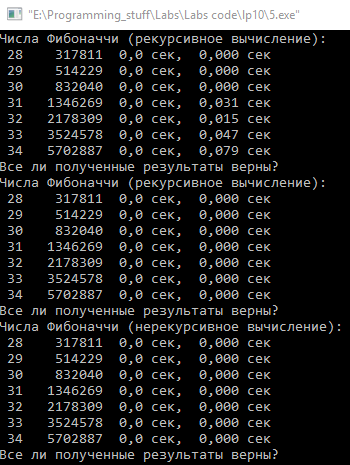 "E:\Programming_stuff\Labs\Labs code\lp10\5.exe"
Числа Фибоначчи (рекурсивное вычисление):
28 317811 0,0 сек, 0,000 сек
29 514229 0,0 сек, 0,000 сек
30 832040 0,0 сек, 0,000 сек
31 1346269 0,0 сек, 0,031 сек
32 2178309 0,0 сек, 0,015 сек
33 3524578 0,0 сек, 0,047 сек
34 5702887 0,0 сек, 0,079 сек
Все ли полученные результаты верны?
Числа Фибоначчи (рекурсивное вычисление):
28 317811 0,0 сек, 0,000 сек
29 514229 0,0 сек, 0,000 сек
30 832040 0,0 сек, 0,000 сек
31 1346269 0,0 сек, 0,000 сек
32 2178309 0,0 сек, 0,000 сек
33 3524578 0,0 сек, 0,000 сек
34 5702887 0,0 сек, 0,000 сек
Все ли полученные результаты верны?
Числа Фибоначчи (нерекурсивное вычисление):
28 317811 0,0 сек, 0,000 сек
29 514229 0,0 сек, 0,000 сек
30 832040 0,0 сек, 0,000 сек
31 1346269 0,0 сек, 0,000 сек
32 2178309 0,0 сек, 0,000 сек
33 3524578 0,0 сек, 0,000 сек
34 5702887 0,0 сек, 0,000 сек
Все ли полученные результаты верны?